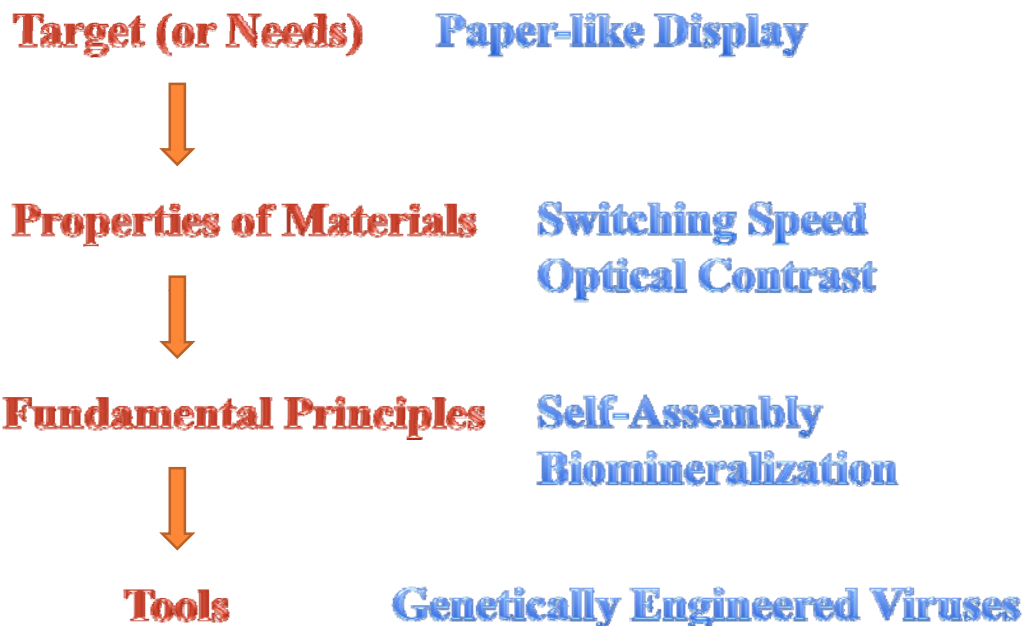 Target (or Needs) Paper-like Display
Properties of Materials Switching Speed
Optical Contrast
Fundamental Principles Self-Assembly
Biomineralization
Tools Genetically Engineered Viruses